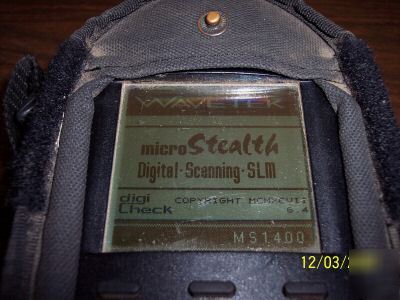 WAVETEK
micro Stealth
Digital·Scanning·SLM
digi Check
COPYRIGHT MCMXCVII
6.4
MS1400
12/03/2